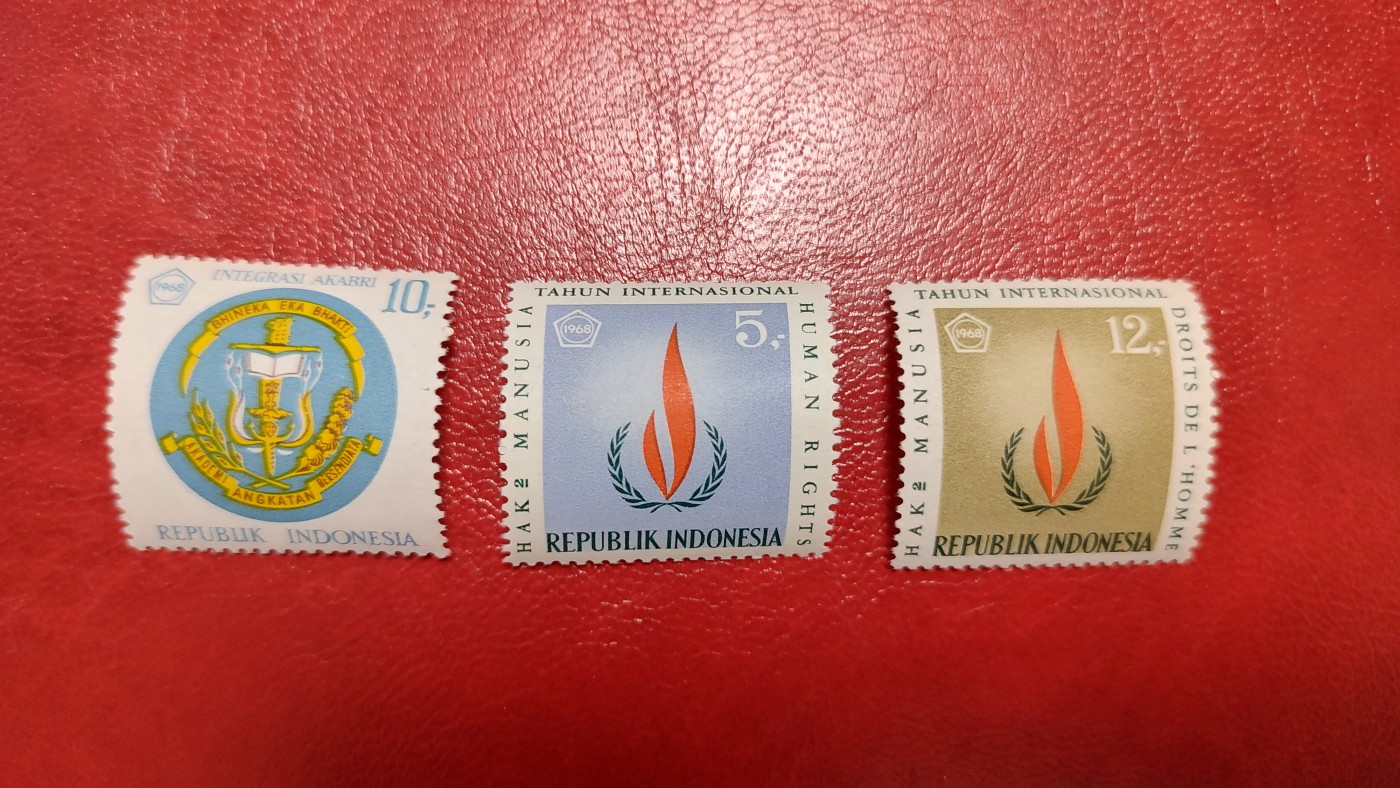 1968
INTEGRASI AKABRI
10,-
BHINEKA EKA BHAKTI
AKADEMI ANGKATAN BERSENDJATA
REPUBLIK INDONESIA
TAHUN INTERNASIONAL
HAK2 MANUSIA
HUMAN RIGHTS
1968
5,-
REPUBLIK INDONESIA
TAHUN INTERNASIONAL
HAK2 MANUSIA
DROITS DE L'HOMME
1968
12,-
REPUBLIK INDONESIA